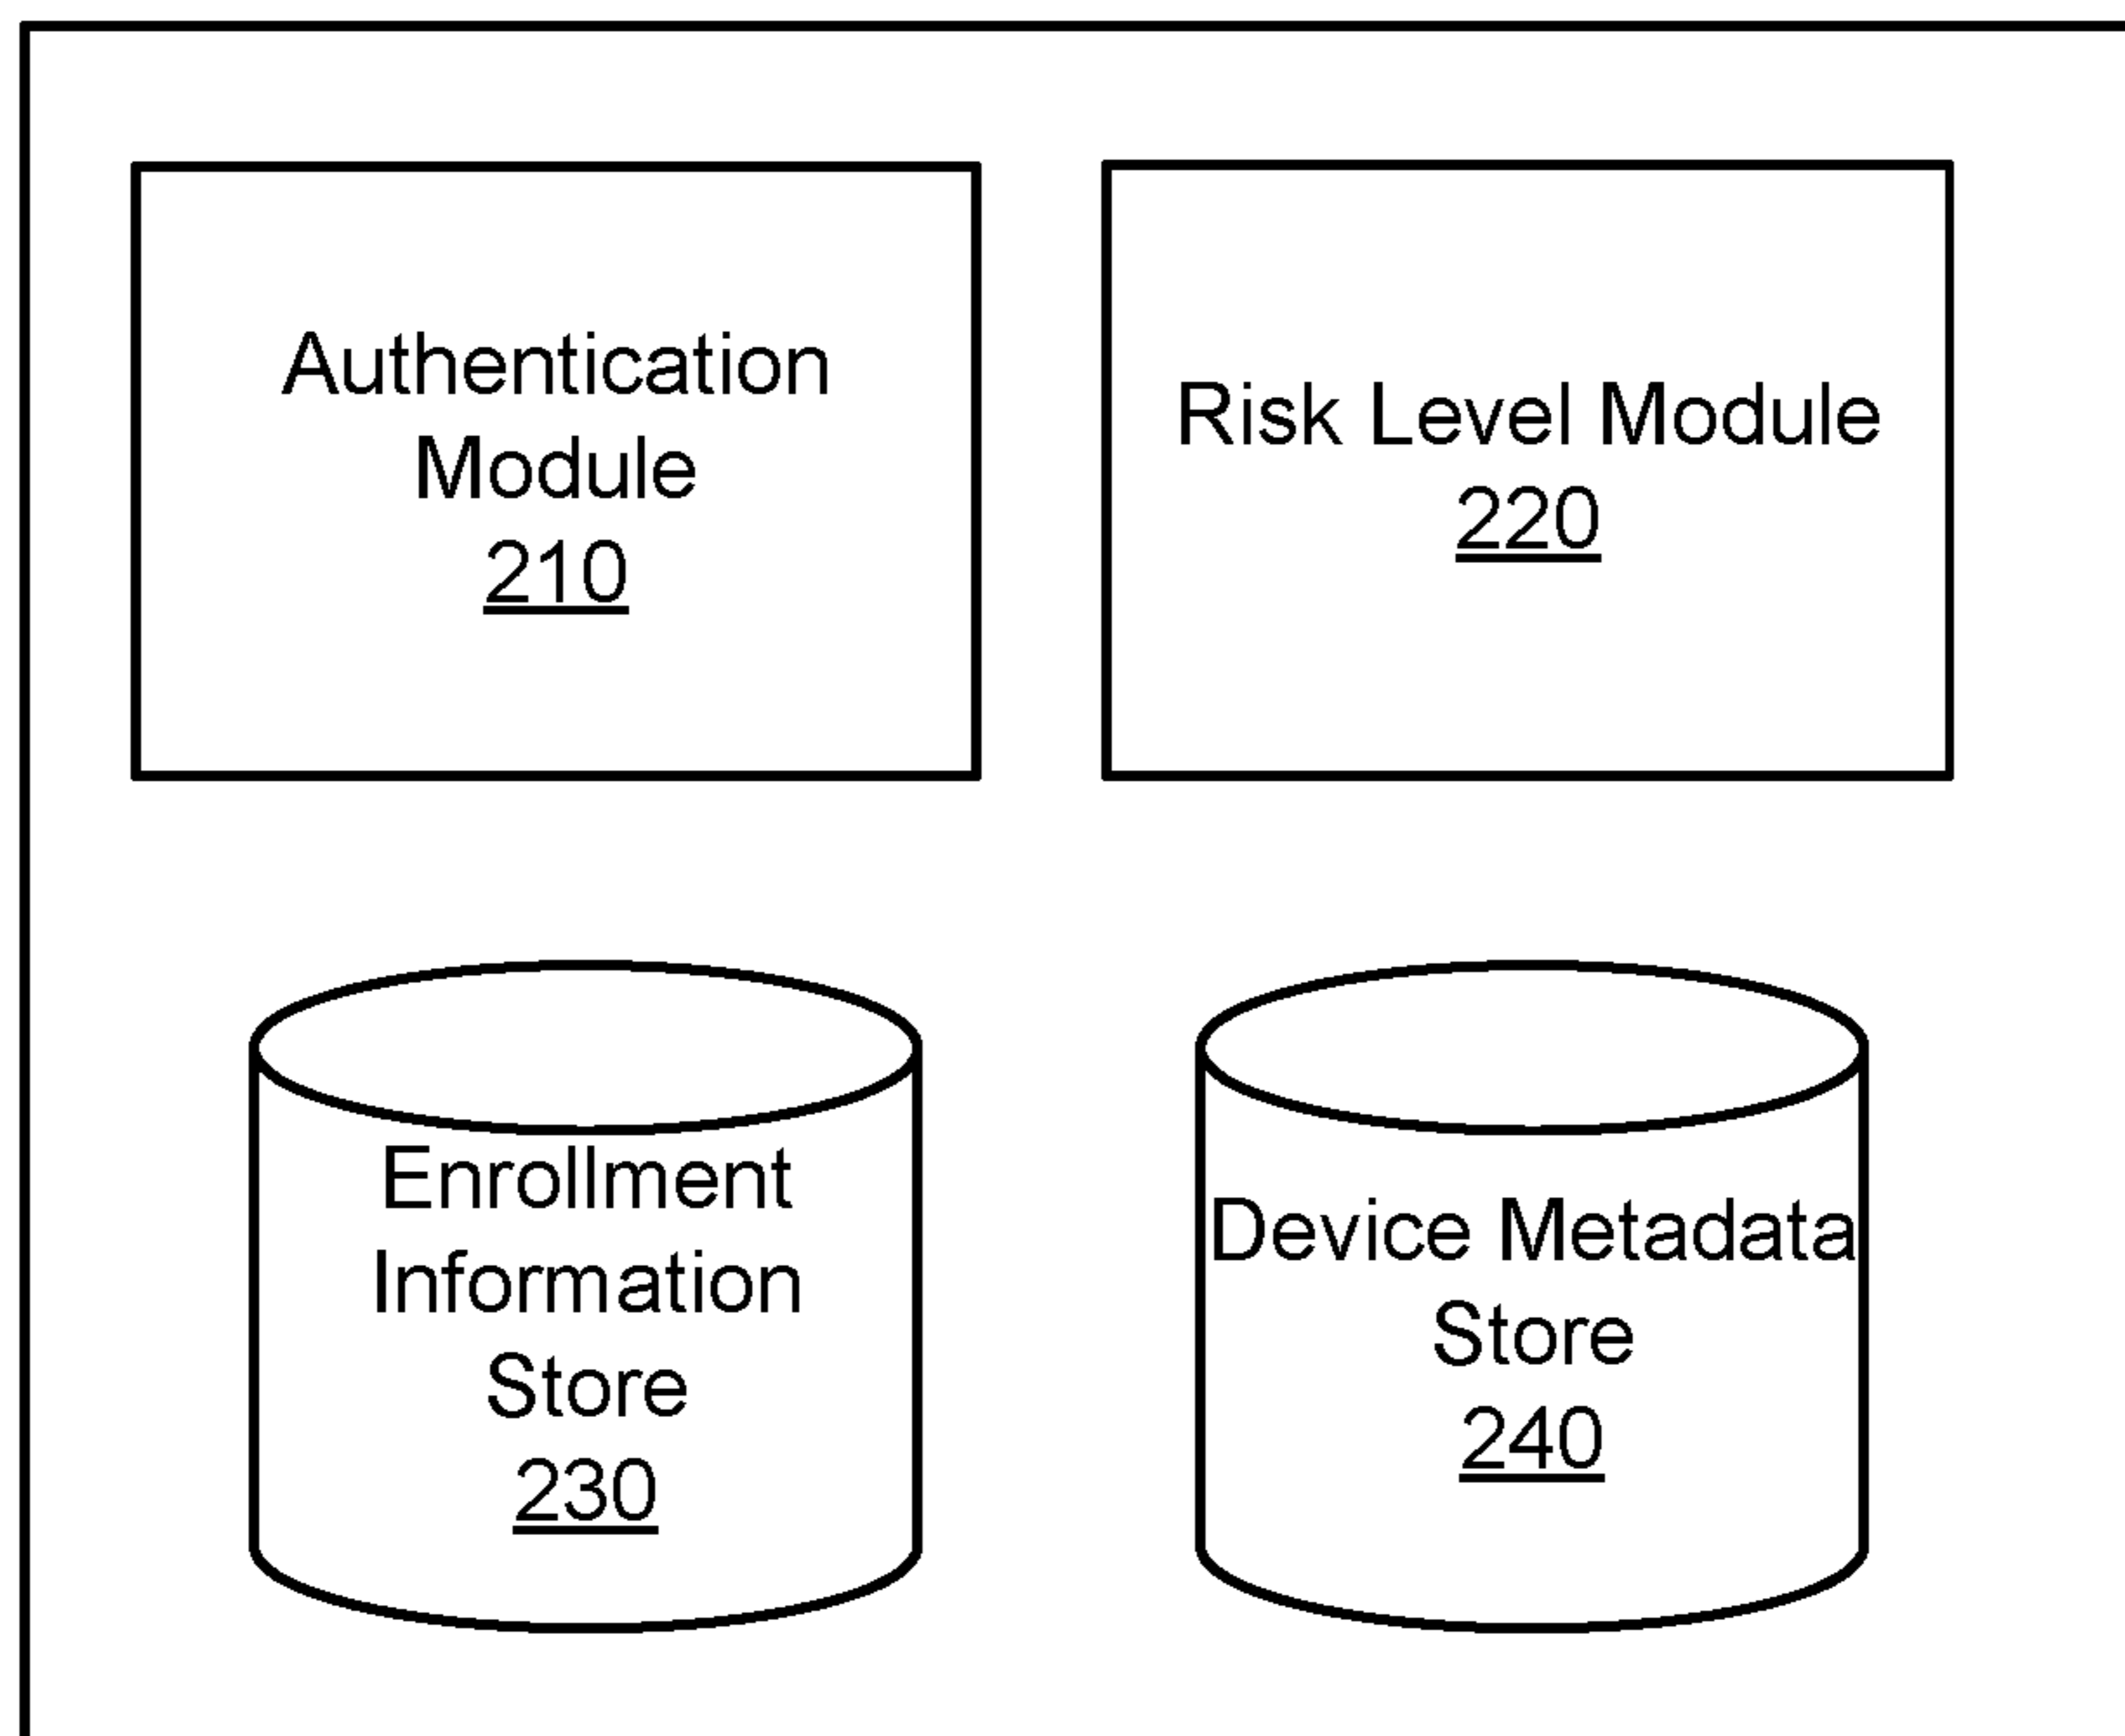 Authentication
Module
210
Risk Level Module
220
Enrollment
Information
Store
230
Device Metadata
Store
240